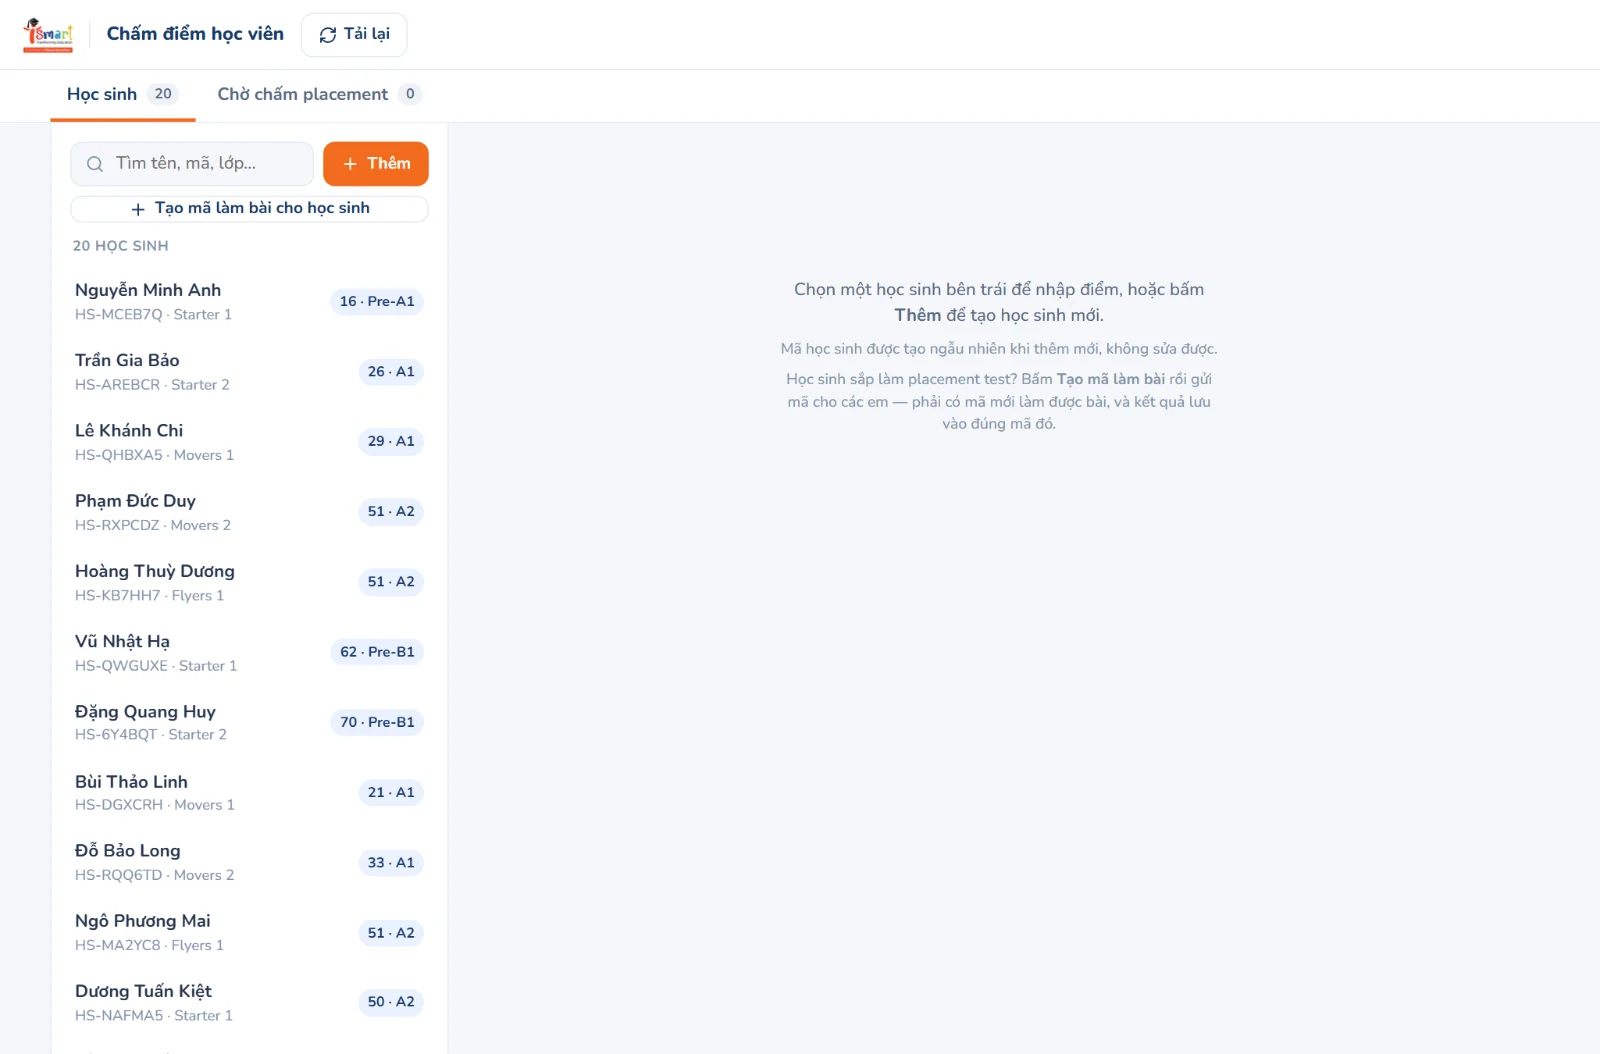 iSmart
Chấm điểm học viên
Tải lại
Học sinh 20
Chờ chấm placement 0
Tìm tên, mã, lớp...
+ Thêm
+ Tạo mã làm bài cho học sinh
20 HỌC SINH
Nguyễn Minh Anh
HS-MCEB7Q · Starter 1
16 · Pre-A1
Trần Gia Bảo
HS-AREBCR · Starter 2
26 · A1
Lê Khánh Chi
HS-QHBXA5 · Movers 1
29 · A1
Phạm Đức Duy
HS-RXPCDZ · Movers 2
51 · A2
Hoàng Thuỳ Dương
HS-KB7HH7 · Flyers 1
51 · A2
Vũ Nhật Hạ
HS-QWGUXE · Starter 1
62 · Pre-B1
Đặng Quang Huy
HS-6Y4BQT · Starter 2
70 · Pre-B1
Bùi Thảo Linh
HS-DGXCRH · Movers 1
21 · A1
Đỗ Bảo Long
HS-RQQ6TD · Movers 2
33 · A1
Ngô Phương Mai
HS-MA2YC8 · Flyers 1
51 · A2
Dương Tuấn Kiệt
HS-NAFMA5 · Starter 1
50 · A2
Chọn một học sinh bên trái để nhập điểm, hoặc bấm
Thêm để tạo học sinh mới.
Mã học sinh được tạo ngẫu nhiên khi thêm mới, không sửa được.
Học sinh sắp làm placement test? Bấm Tạo mã làm bài rồi gửi
mã cho các em — phải có mã mới làm được bài, và kết quả lưu
vào đúng mã đó.